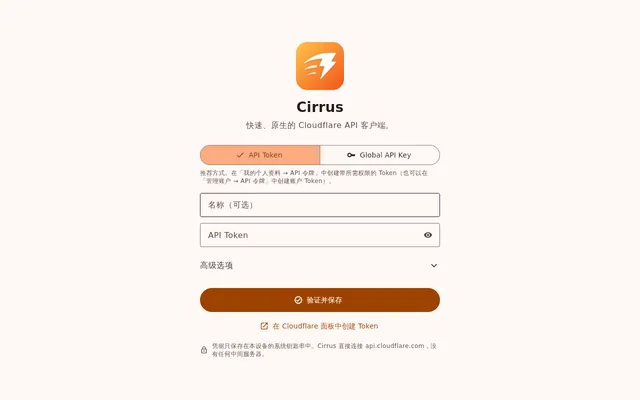 Cirrus
快速、原生的 Cloudflare API 客户端。
API Token
Global API Key
推荐方式。在「我的个人资料 → API 令牌」中创建带所需权限的 Token（也可以在
「管理账户 → API 令牌」中创建账户 Token）。
名称（可选）
API Token
高级选项
验证并保存
在 Cloudflare 面板中创建 Token
凭据只保存在本设备的系统钥匙串中。Cirrus 直接连接 api.cloudflare.com，没
有任何中间服务器。